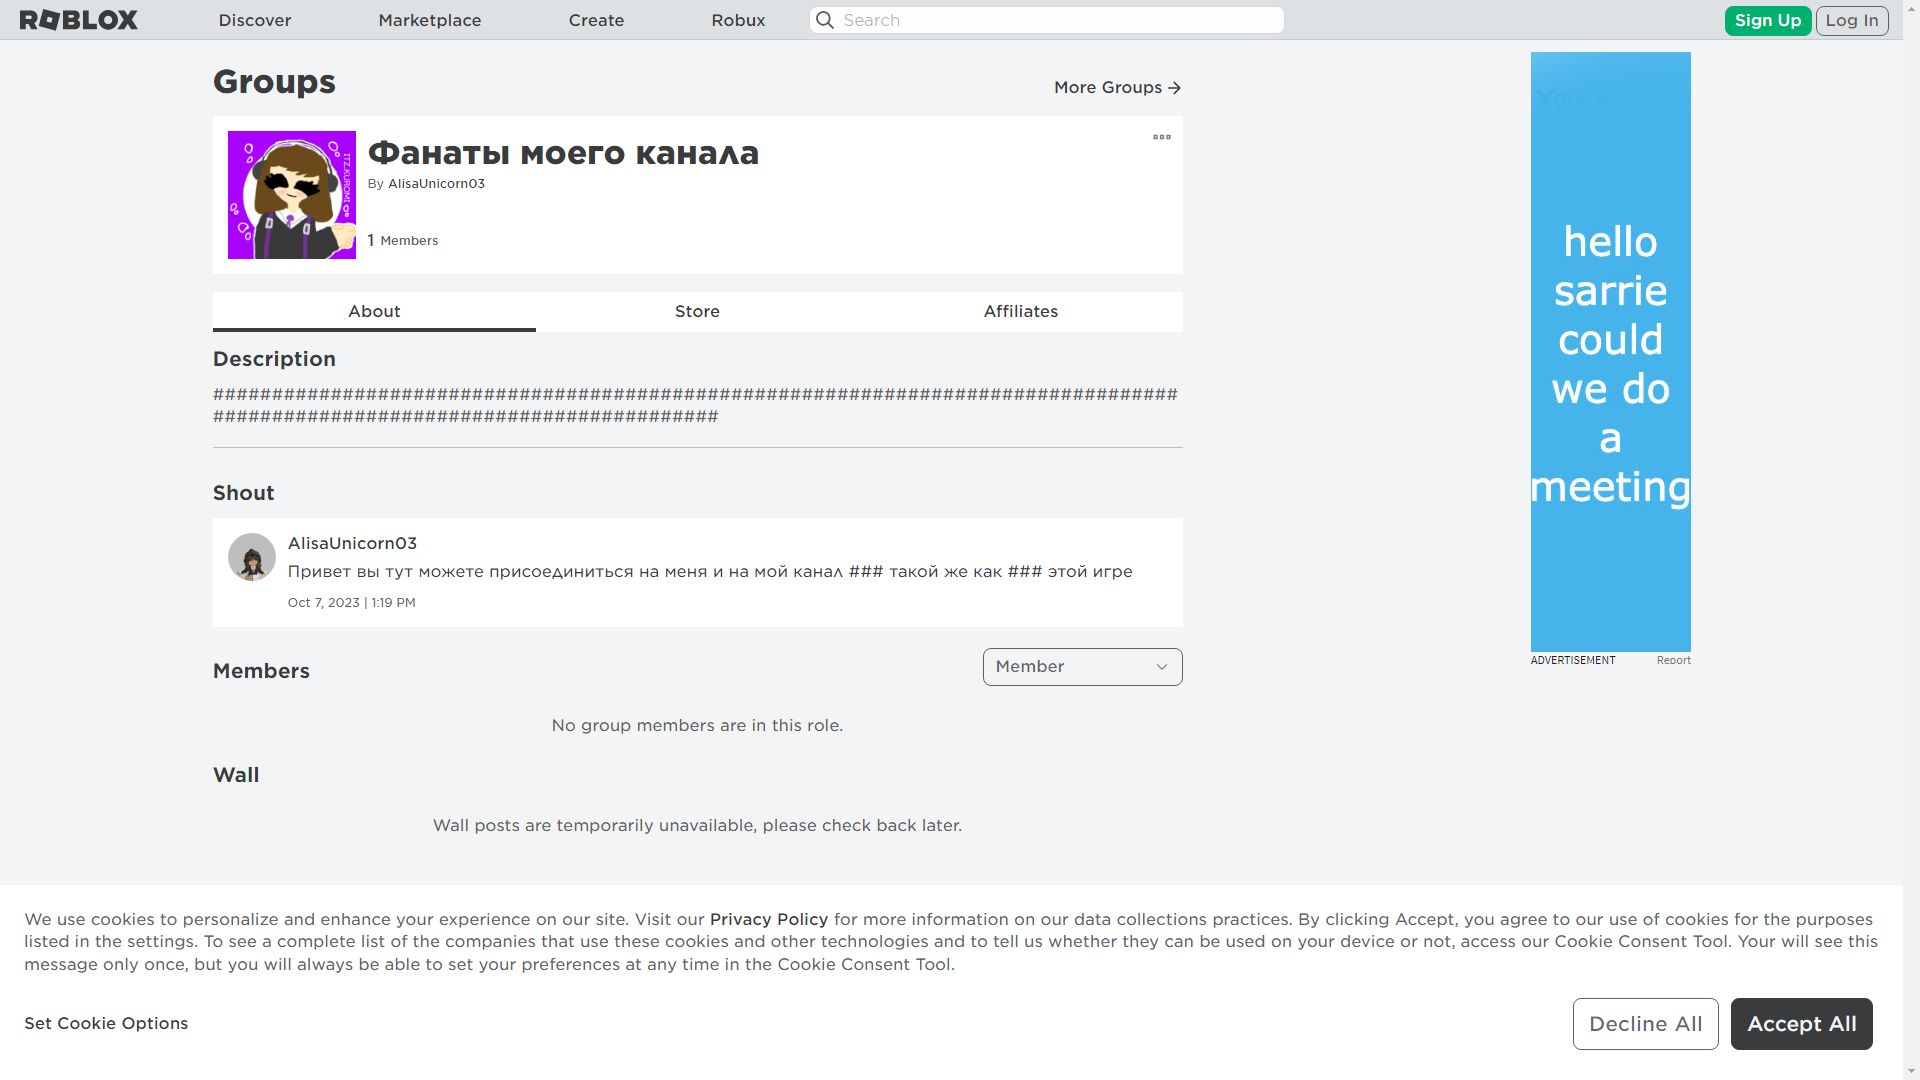 ROBLOX
Discover
Marketplace
Create
Robux
Search
Sign Up
Log In
Groups
More Groups
ITZ.KUROMI
Фанаты моего канала
By AlisaUnicorn03
1 Members
About
Store
Affiliates
Description
##################################################################################
###########################################
Shout
AlisaUnicorn03
Привет вы тут можете присоединиться на меня и на мой канал ### такой же как ### этой игре
Oct 7, 2023 | 1:19 PM
Members
Member
No group members are in this role.
Wall
Wall posts are temporarily unavailable, please check back later.
hello
sarrie
could
we do
a
meeting
ADVERTISEMENT
Report
We use cookies to personalize and enhance your experience on our site. Visit our Privacy Policy for more information on our data collections practices. By clicking Accept, you agree to our use of cookies for the purposes
listed in the settings. To see a complete list of the companies that use these cookies and other technologies and to tell us whether they can be used on your device or not, access our Cookie Consent Tool. Your will see this
message only once, but you will always be able to set your preferences at any time in the Cookie Consent Tool.
Set Cookie Options
Decline All
Accept All